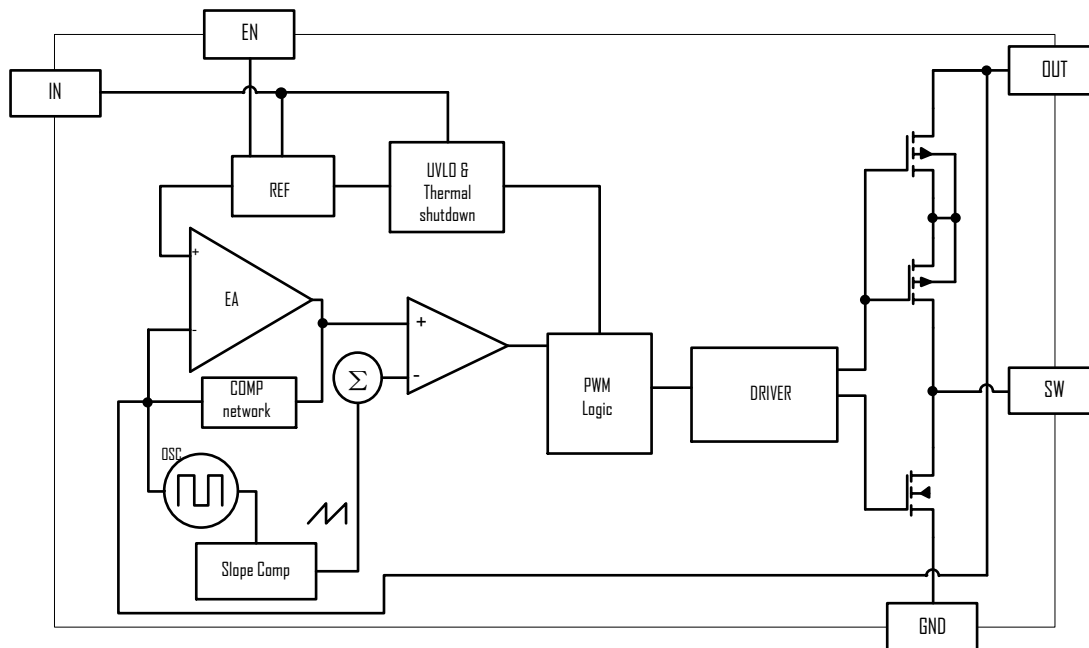 EN
IN
OUT
REF
UVLO &
Thermal
shutdown
+
EA
-
+
-
Σ
COMP
network
PWM
Logic
DRIVER
SW
OSC
Slope Comp
GND